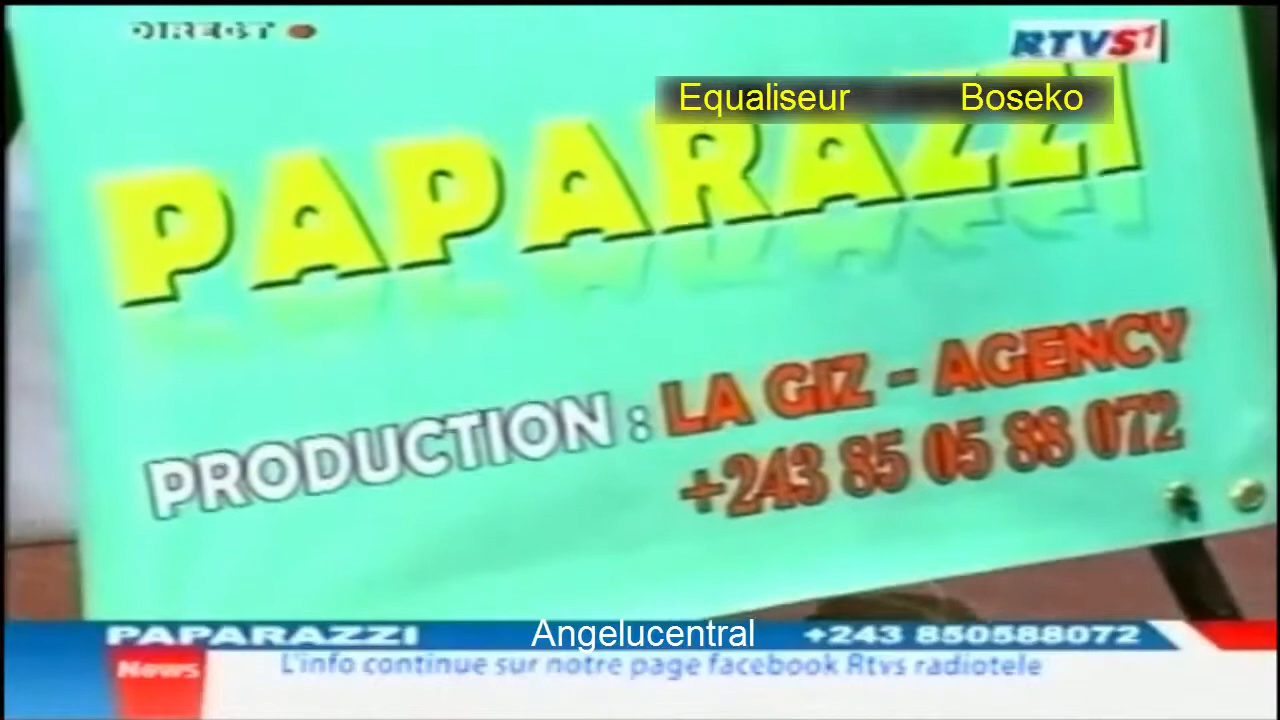 DIRECT
RTVS1
Equaliseur Boseko
PAPARAZZI
PRODUCTION : LA GIZ - AGENCY
+243 85 05 88 072
PAPARAZZI Angelucentral +243 850588072
News L'info continue sur notre page facebook Rtvs radiotele